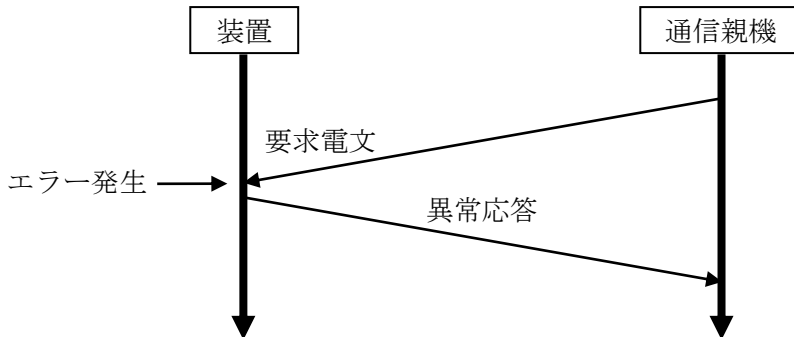 装置
通信親機
要求電文
エラー発生
異常応答